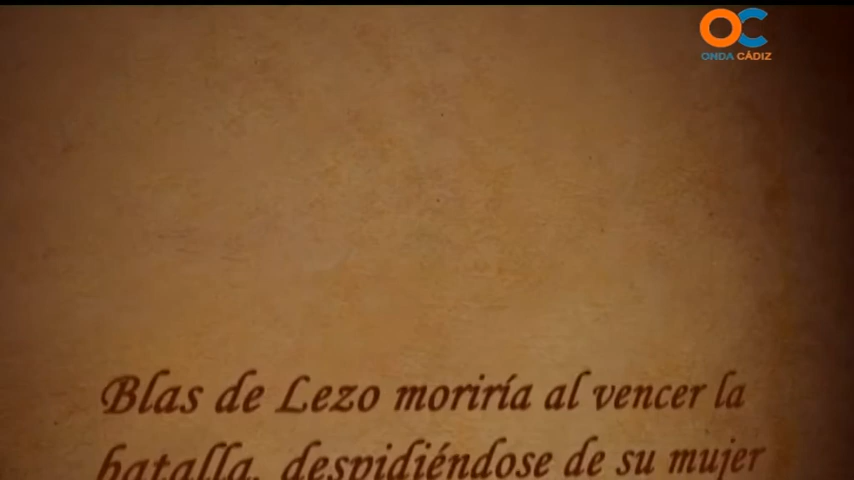 OC
ONDA CÁDIZ
Blas de Lezo moriría al vencer la
batalla, despidiéndose de su mujer